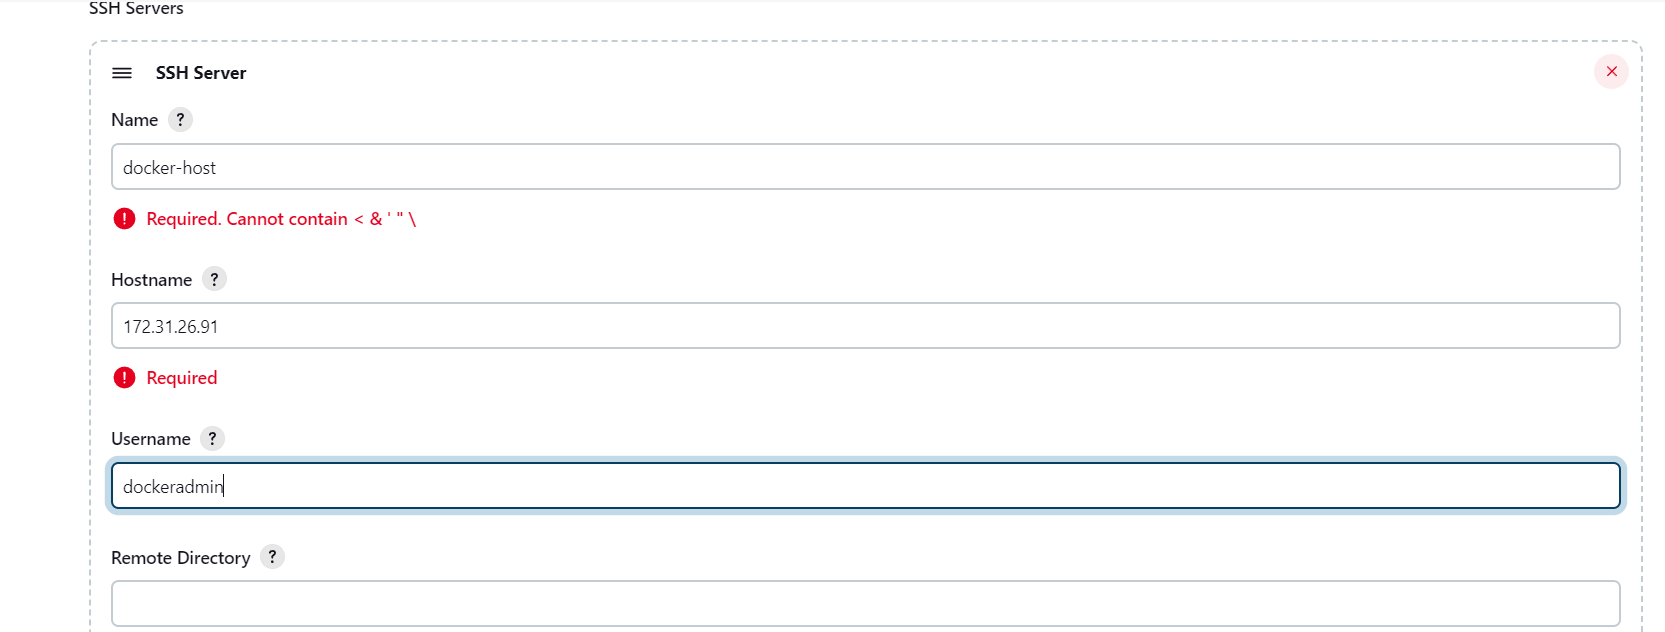 SSH Servers
SSH Server
Name ?
docker-host
Required. Cannot contain < & ' " \
Hostname ?
172.31.26.91
Required
Username ?
dockeradmin
Remote Directory ?